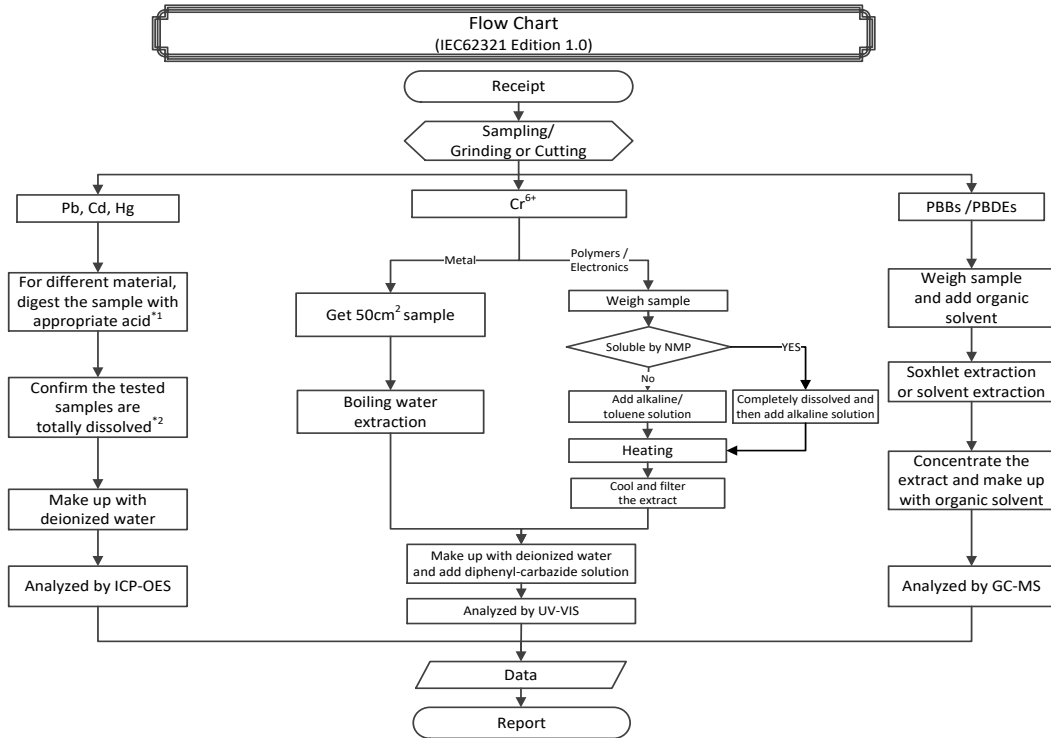 Flow Chart
(IEC62321 Edition 1.0)
Receipt
Sampling/
Grinding or Cutting
Pb, Cd, Hg
Cr6+
PBBs /PBDEs
For different material,
digest the sample with
appropriate acid*1
Confirm the tested
samples are
totally dissolved*2
Make up with
deionized water
Analyzed by ICP-OES
Metal
Polymers /
Electronics
Get 50cm2 sample
Boiling water
extraction
Weigh sample
Soluble by NMP
YES
No
Add alkaline/
toluene solution
Completely dissolved and
then add alkaline solution
Heating
Cool and filter
the extract
Make up with deionized water
and add diphenyl-carbazide solution
Analyzed by UV-VIS
Weigh sample
and add organic
solvent
Soxhlet extraction
or solvent extraction
Concentrate the
extract and make up
with organic solvent
Analyzed by GC-MS
Data
Report